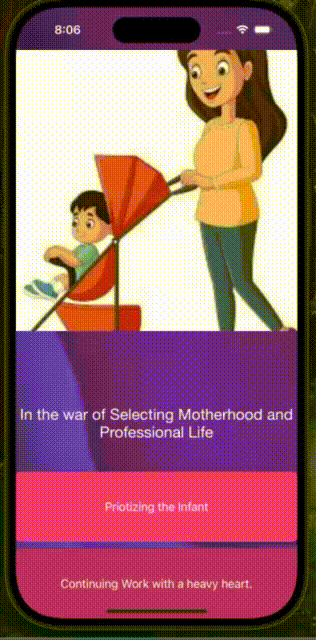 8:06
In the war of Selecting Motherhood and
Professional Life
Priotizing the Infant
Continuing Work with a heavy heart.